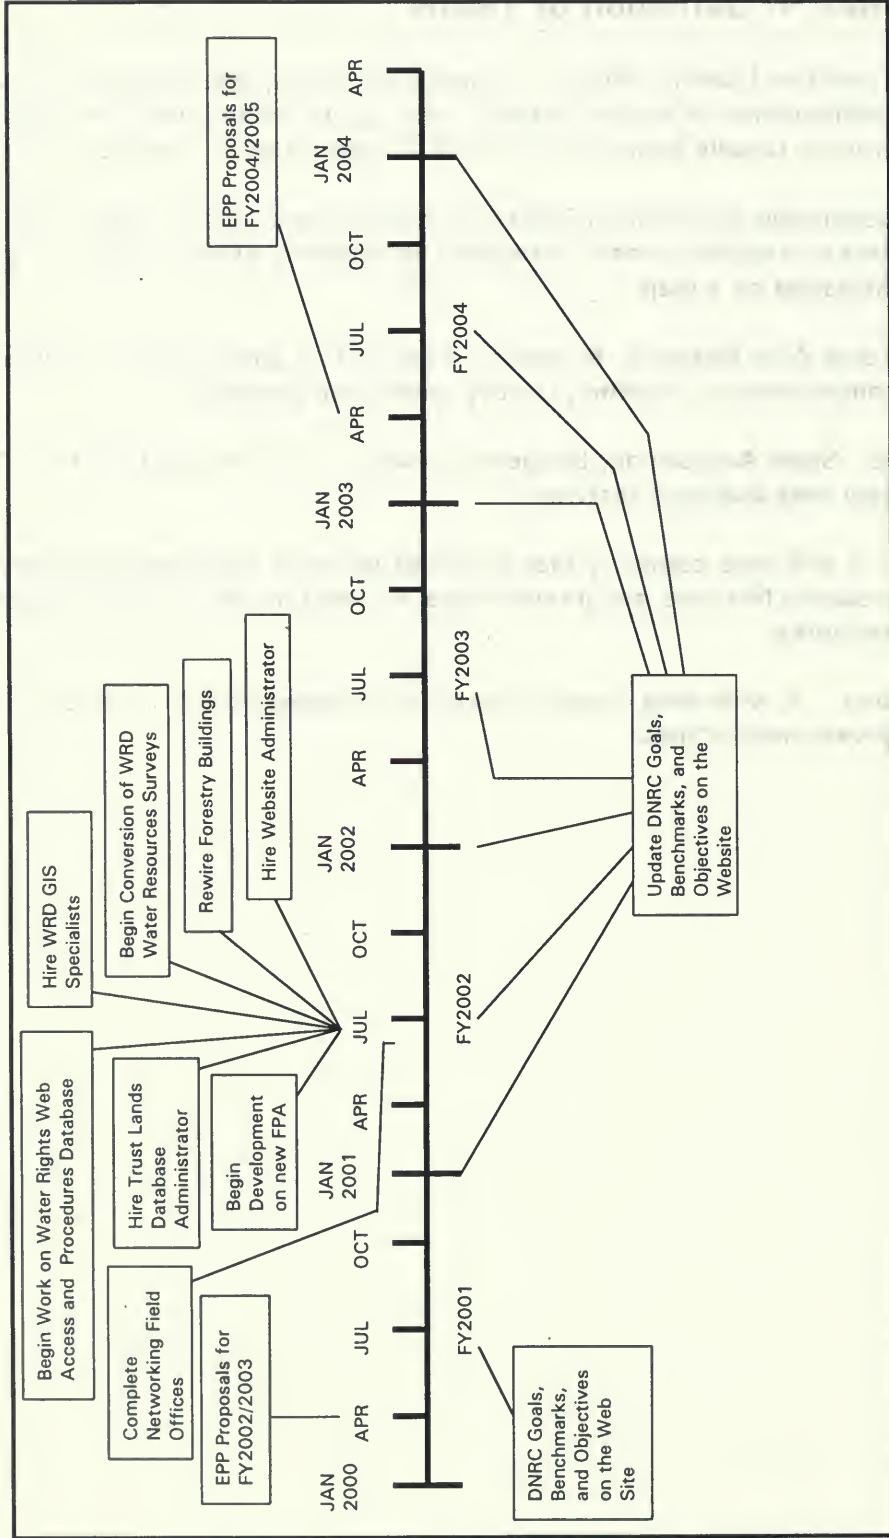 Begin Work on Water Rights Web
Access and Procedures Database
Hire WRD GIS
Specialists
Complete
Networking Field
Offices
Hire Trust Lands
Database
Administrator
Begin Conversion of WRD
Water Resources Surveys
EPP Proposals for
FY2002/2003
Begin
Development
on new FPA
Rewire Forestry Buildings
Hire Website Administrator
EPP Proposals for
FY2004/2005
JAN
2000
APR
JUL
OCT
JAN
2001
APR
JUL
OCT
JAN
2002
APR
JUL
OCT
JAN
2003
APR
JUL
OCT
JAN
2004
APR
FY2001
FY2002
FY2003
FY2004
DNRC Goals,
Benchmarks,
and Objectives
on the Web
Site
Update DNRC Goals,
Benchmarks, and
Objectives on the
Website